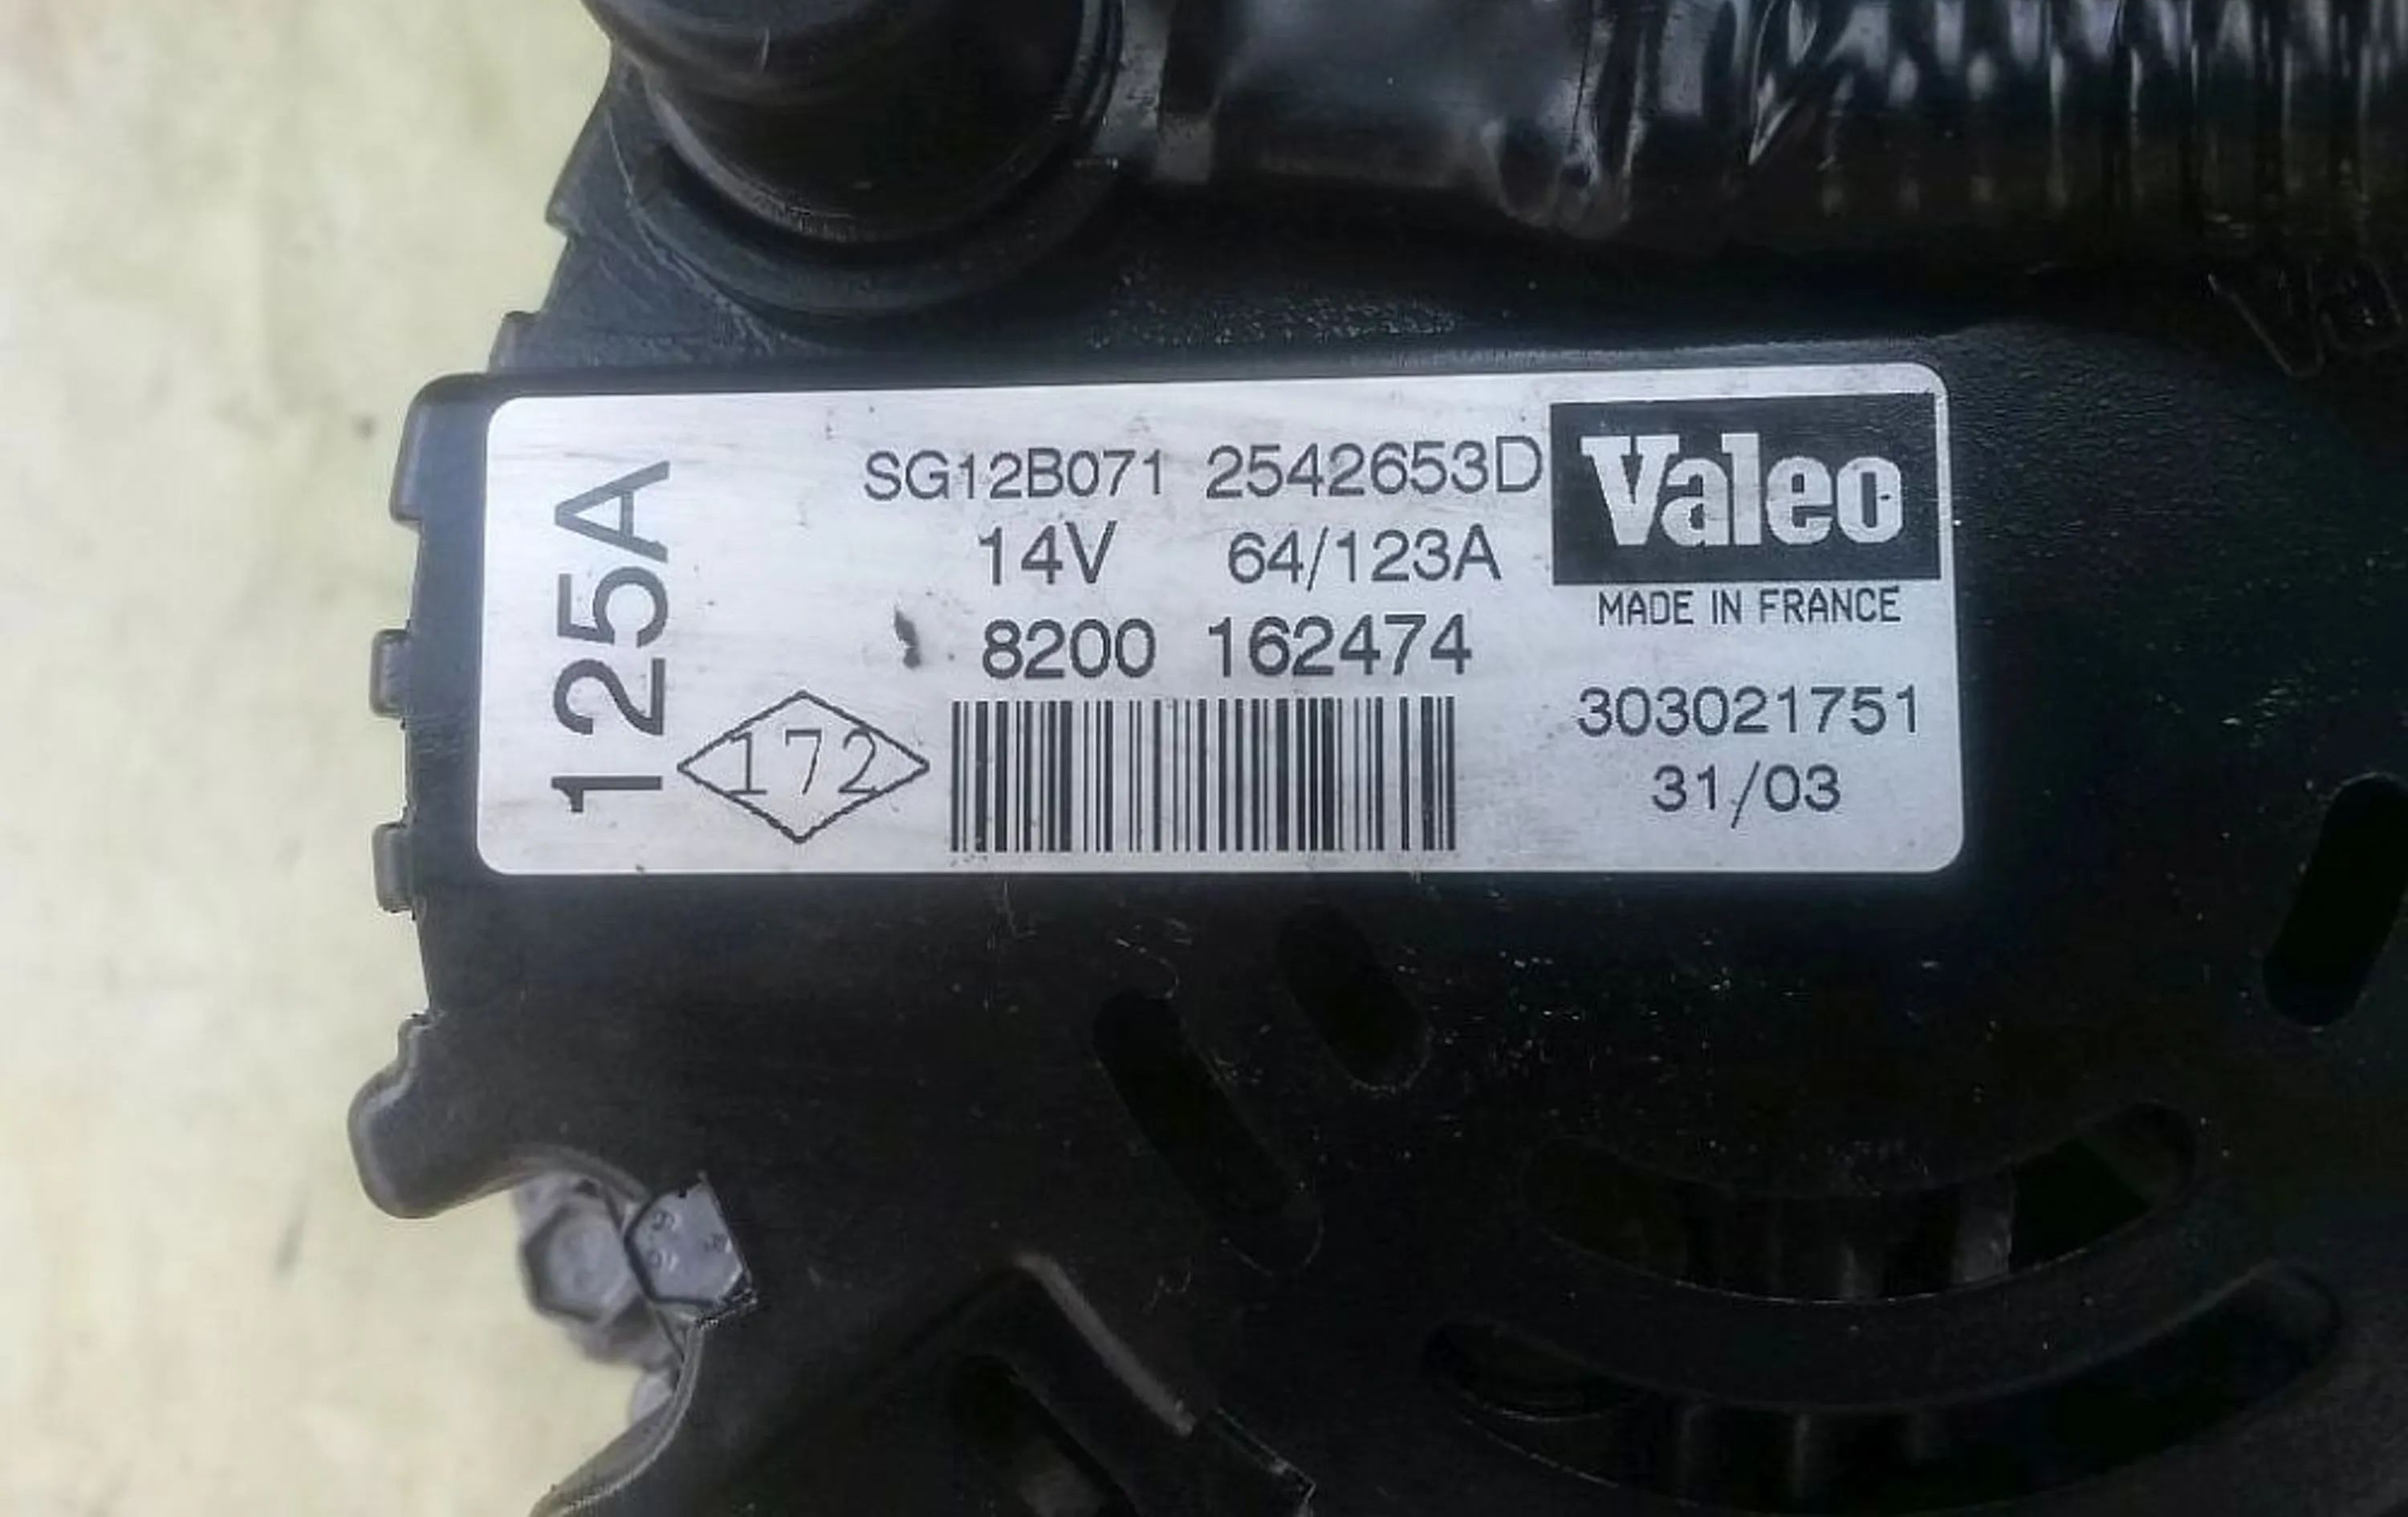 125A
SG12B071 2542653D
14V 64/123A
8200 162474
172
Valeo
MADE IN FRANCE
303021751
31/03